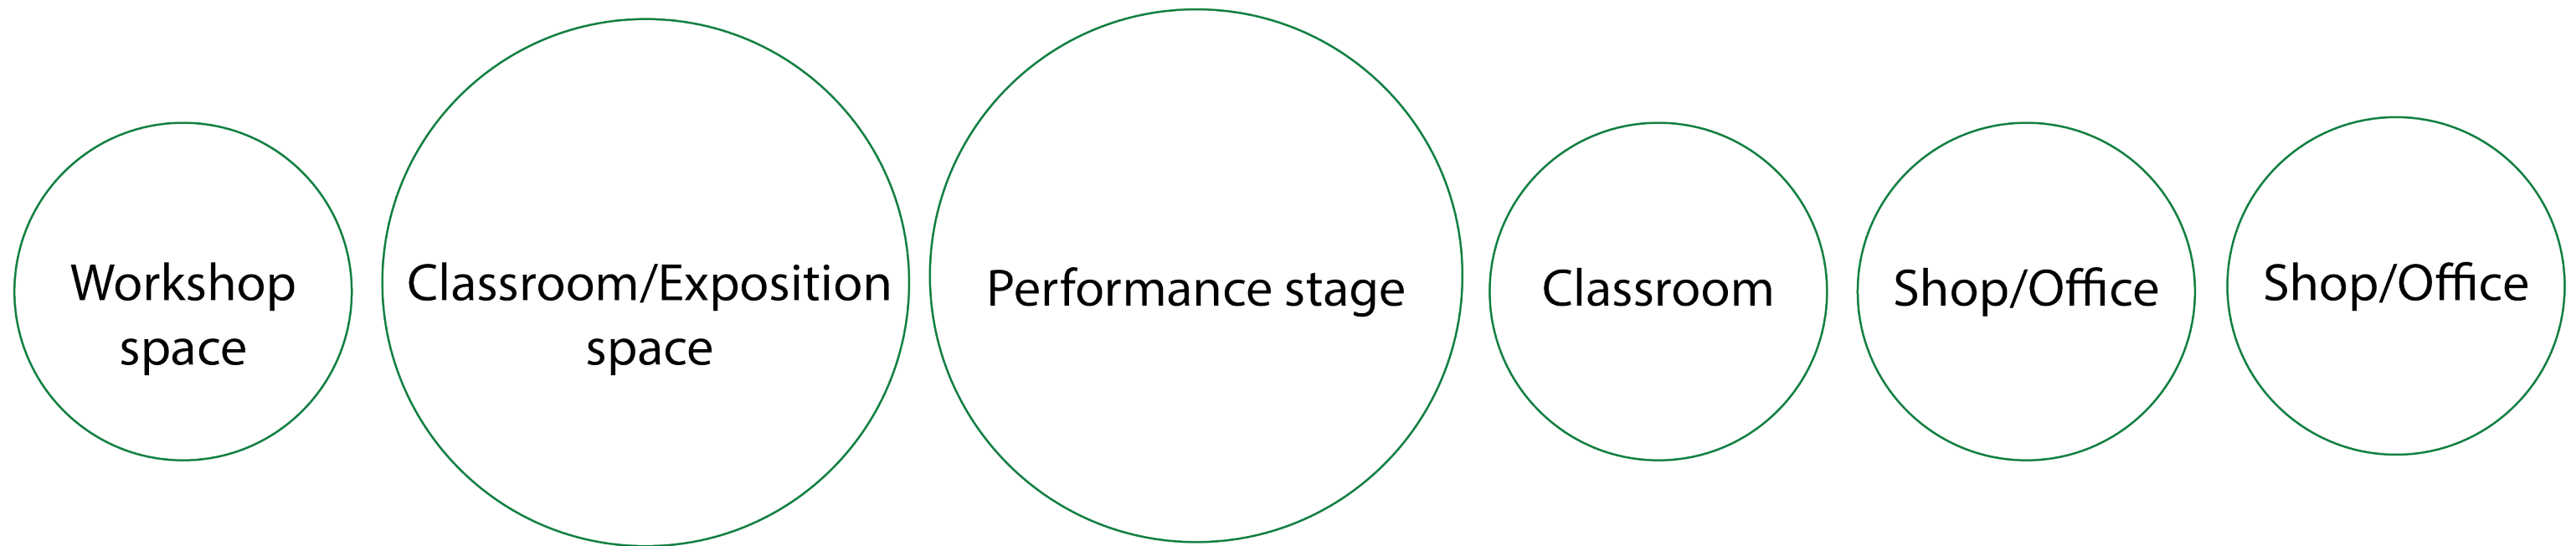 Workshop
space
Classroom/Exposition
space
Performance stage
Classroom
Shop/Office
Shop/Office